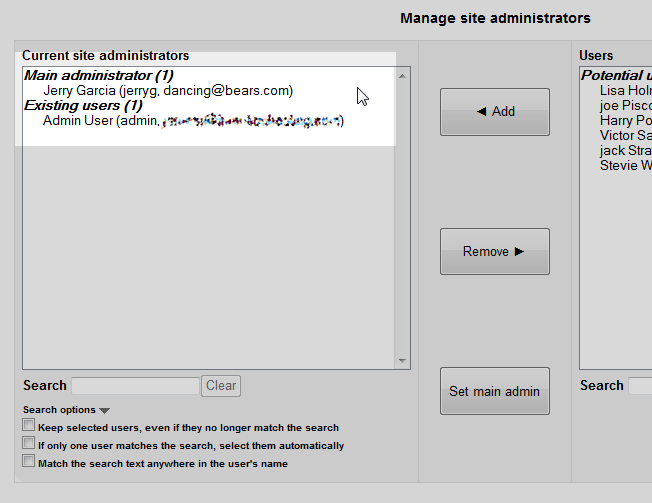 Manage site administrators
Current site administrators
Main administrator (1)
Jerry Garcia (jerryg, dancing@bears.com)
Existing users (1)
Admin User (admin, )
Search
Clear
Search options
Keep selected users, even if they no longer match the search
If only one user matches the search, select them automatically
Match the search text anywhere in the user's name
◄ Add
Remove ►
Set main admin
Users
Potential u
Lisa Hol
joe Pisco
Harry Po
Victor Sa
jack Stra
Stevie W
Search